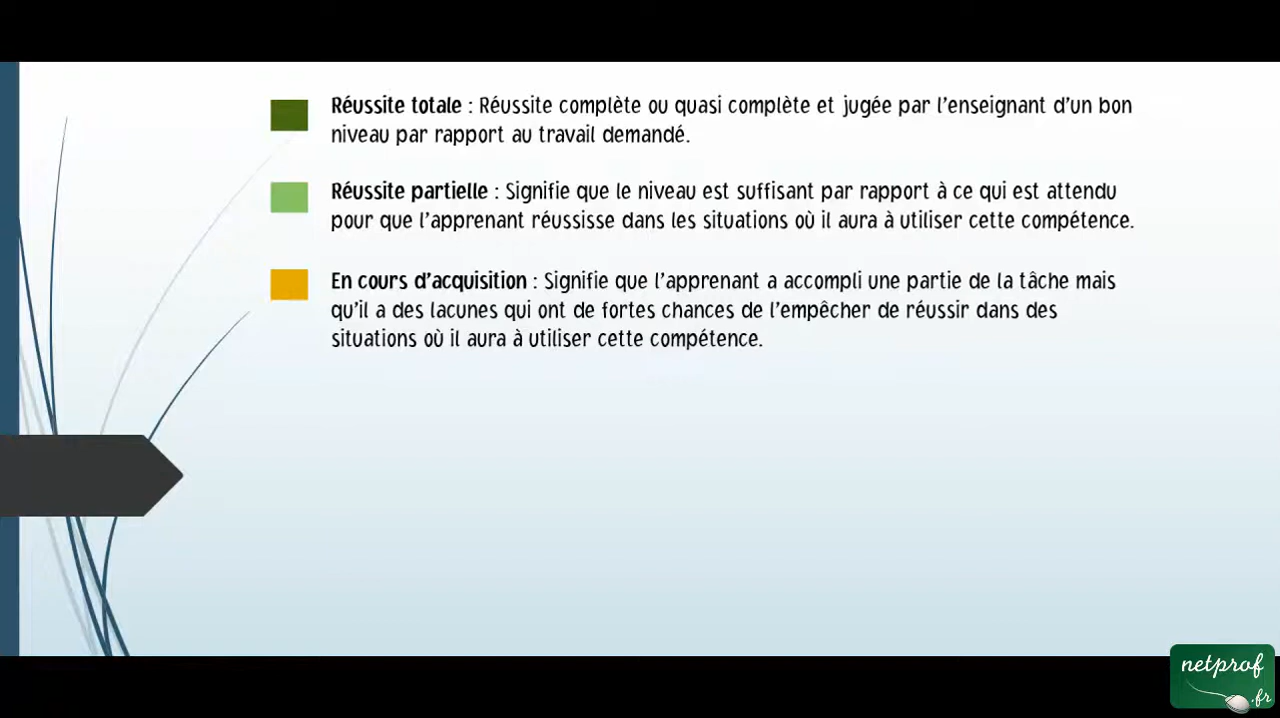 Réussite totale : Réussite complète ou quasi complète et jugée par l'enseignant d'un bon
niveau par rapport au travail demandé.
Réussite partielle : Signifie que le niveau est suffisant par rapport à ce qui est attendu
pour que l'apprenant réussisse dans les situations où il aura à utiliser cette compétence.
En cours d'acquisition : Signifie que l'apprenant a accompli une partie de la tâche mais
qu'il a des lacunes qui ont de fortes chances de l'empêcher de réussir dans des
situations où il aura à utiliser cette compétence.
netprof
.fr